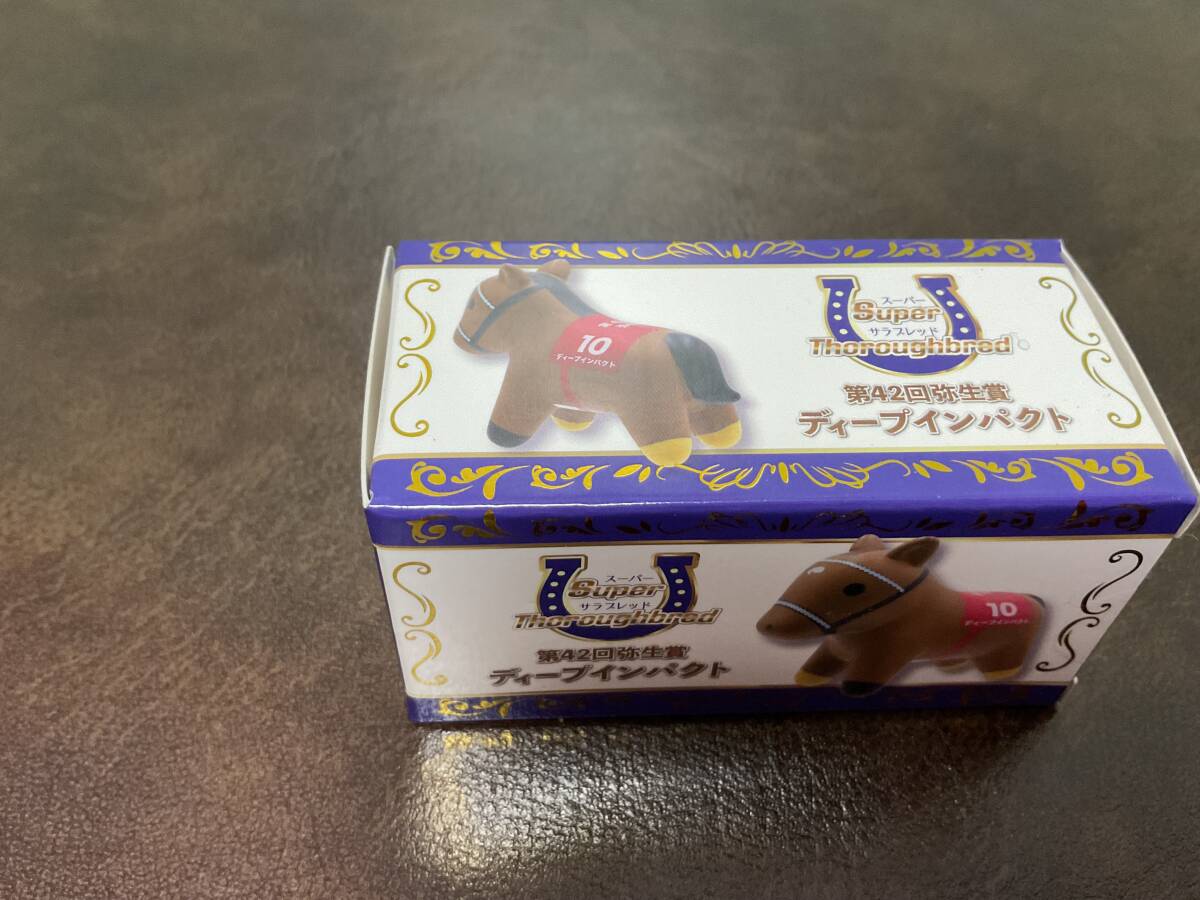 10
ディープインパクト
スーパー
Super
サラブレッド
Thoroughbred
第42回弥生賞
ディープインパクト
スーパー
Super
サラブレッド
Thoroughbred
第42回弥生賞
ディープインパクト
10
ディープインパクト